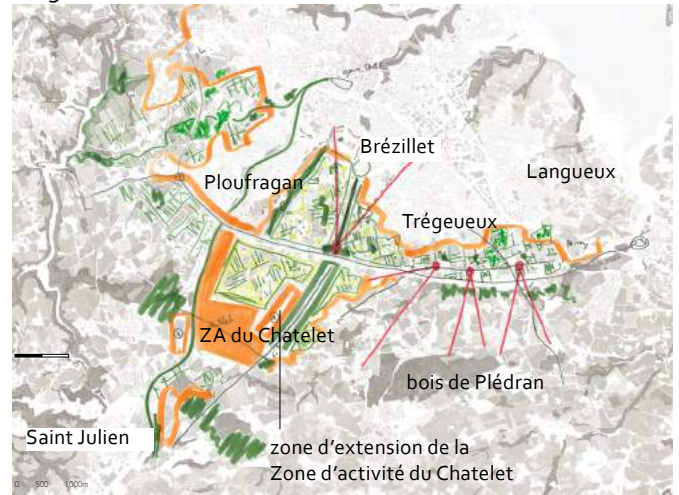 Brézillet
Langueux
Ploufragan
Trégeueux
ZA du Chatelet
bois de Plédran
Saint Julien
zone d'extension de la
Zone d'activité du Chatelet
0 500 1000m